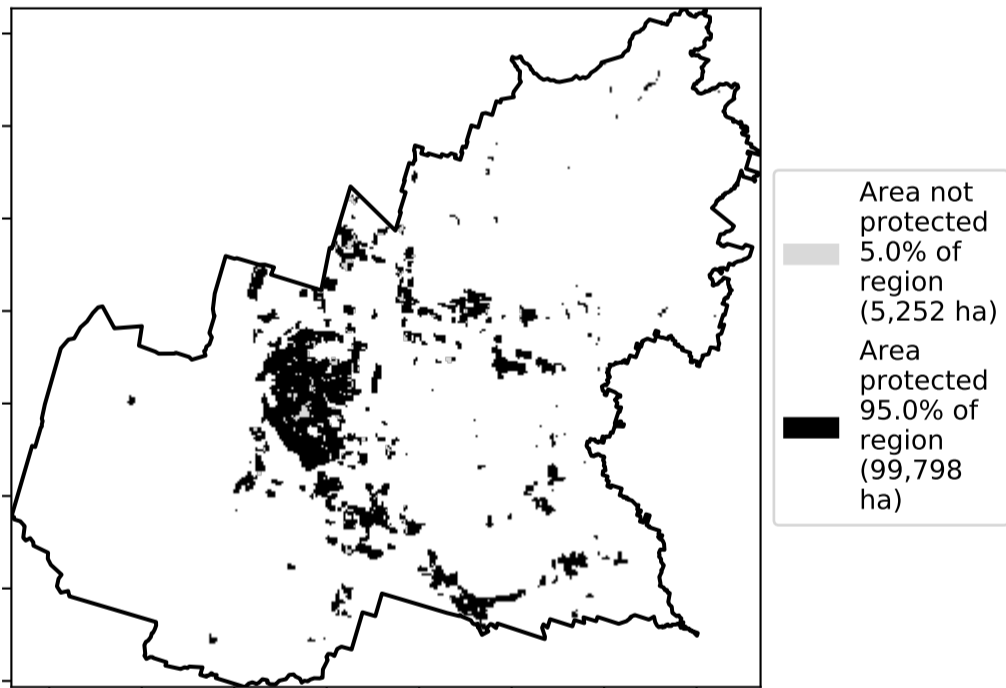 Area not
protected
5.0% of
region
(5,252 ha)
Area
protected
95.0% of
region
(99,798
ha)